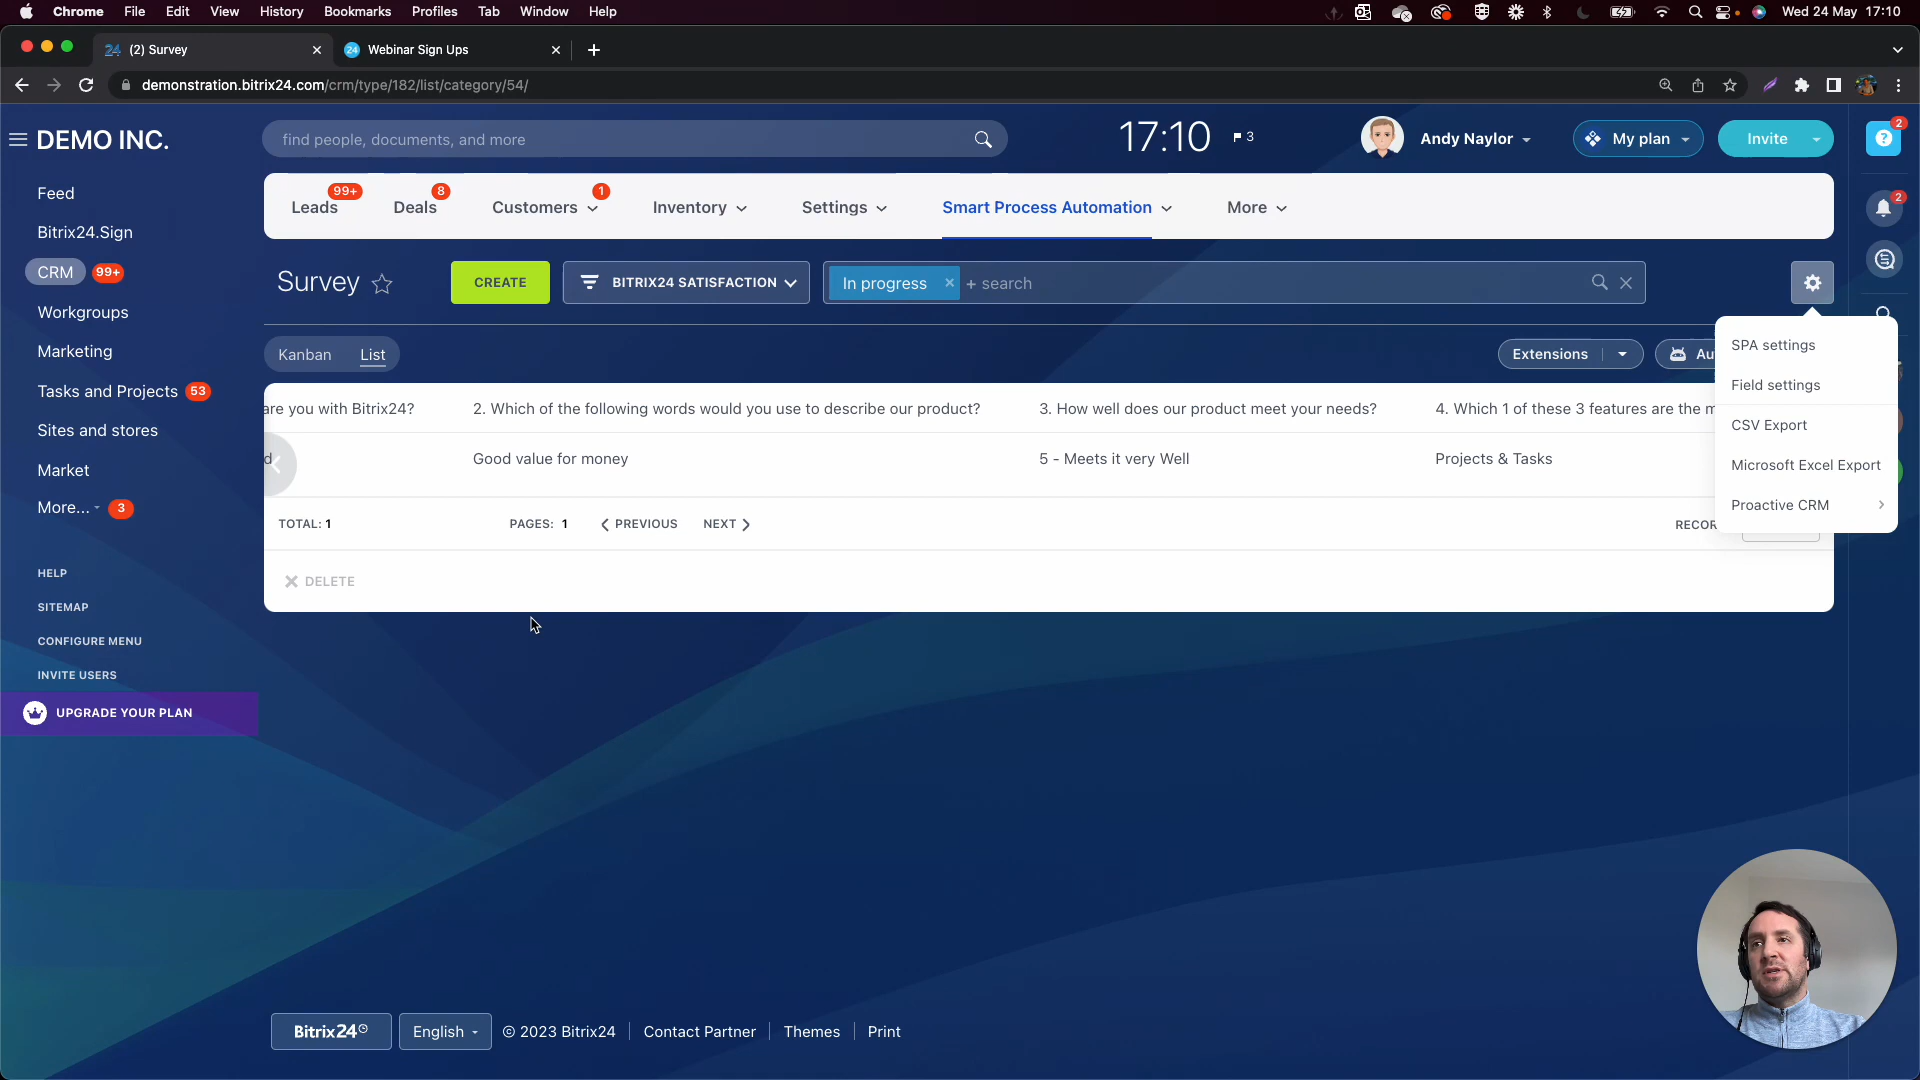 Chrome File Edit View History Bookmarks Profiles Tab Window Help Wed 24 May 17:10
24 (2) Survey 24 Webinar Sign Ups
demonstration.bitrix24.com/crm/type/182/list/category/54/
DEMO INC.
find people, documents, and more
17:10
3
Andy Naylor
My plan
Invite
2
2
Feed
Bitrix24.Sign
CRM 99+
Workgroups
Marketing
Tasks and Projects 53
Sites and stores
Market
More... 3
HELP
SITEMAP
CONFIGURE MENU
INVITE USERS
UPGRADE YOUR PLAN
Leads 99+ Deals 8 Customers 1 Inventory Settings Smart Process Automation More
Survey CREATE BITRIX24 SATISFACTION In progress + search
Kanban List Extensions Au
SPA settings
Field settings
CSV Export
Microsoft Excel Export
Proactive CRM
are you with Bitrix24? 2. Which of the following words would you use to describe our product? 3. How well does our product meet your needs? 4. Which 1 of these 3 features are the m
d Good value for money 5 - Meets it very Well Projects & Tasks
TOTAL: 1 PAGES: 1 PREVIOUS NEXT RECOR
DELETE
Bitrix24 English © 2023 Bitrix24 Contact Partner Themes Print